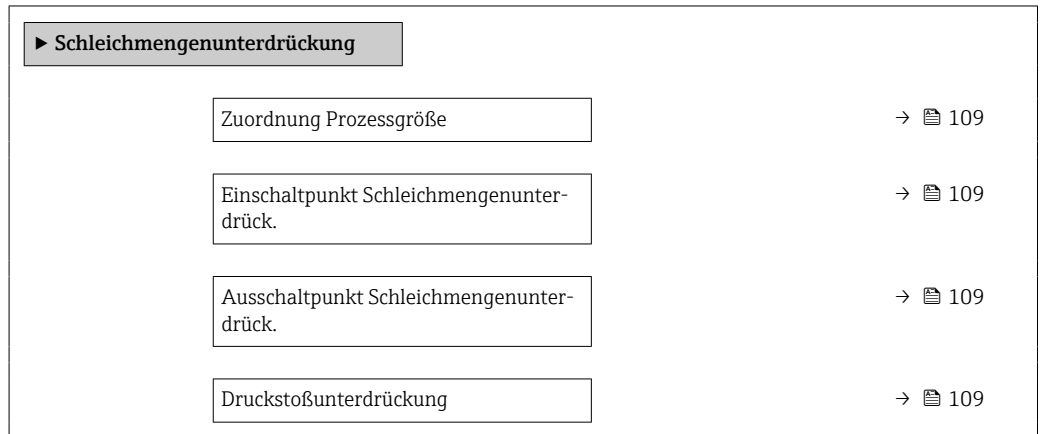 ▶ Schleichmengenunterdrückung
Zuordnung Prozessgröße → 109
Einschaltpunkt Schleichmengenunter- → 109
drück.
Ausschaltpunkt Schleichmengenunter- → 109
drück.
Druckstoßunterdrückung → 109